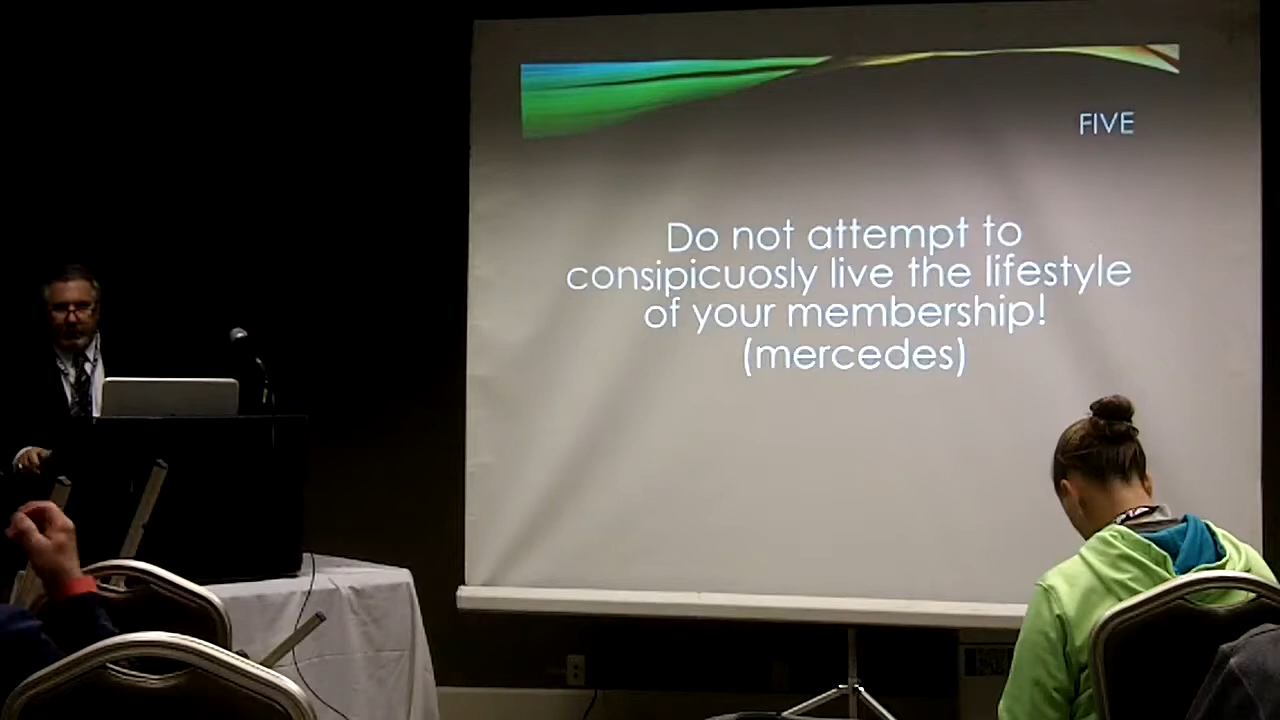 FIVE
Do not attempt to
consipicuosly live the lifestyle
of your membership!
(mercedes)